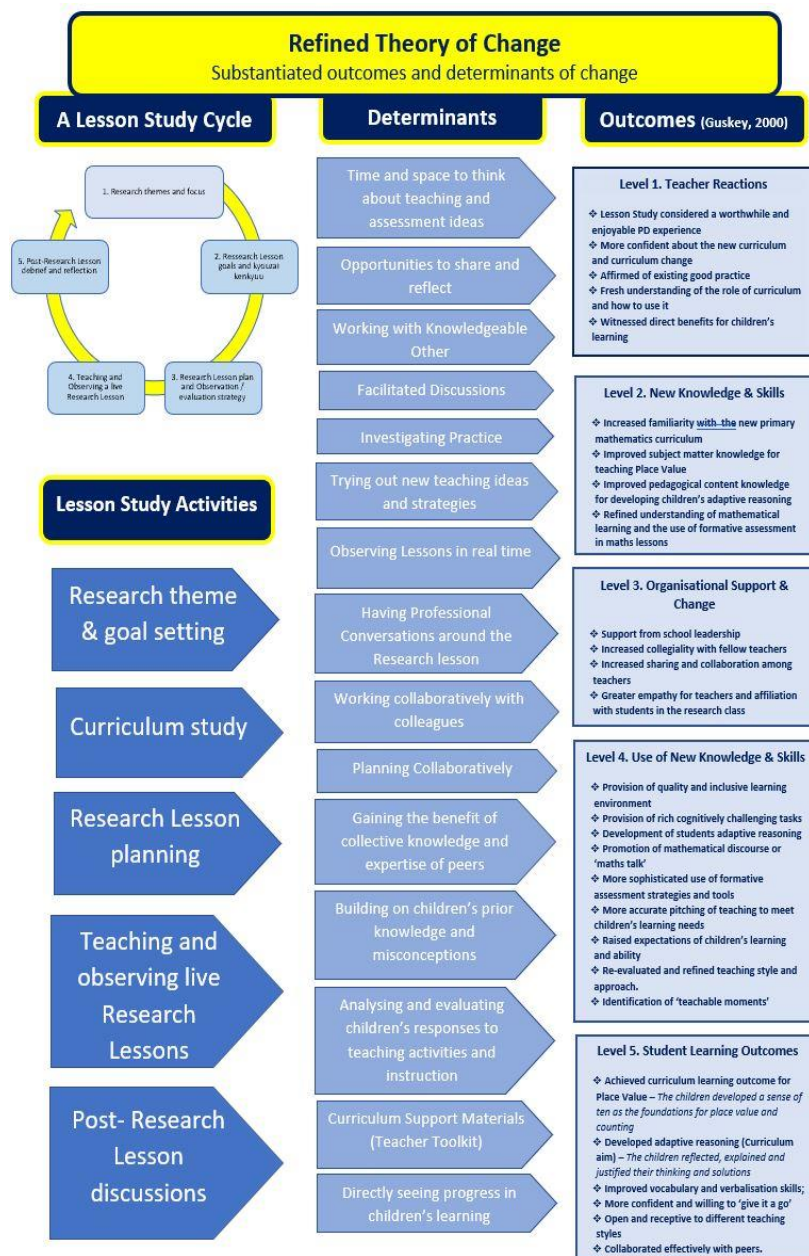 Refined Theory of Change
Substantiated outcomes and determinants of change
A Lesson Study Cycle
1. Research themes and focus
2. Ressearch Lesson
goals and kyouzai
kenkyuu
3. Research Lesson plan
and Observation /
evaluation strategy
4. Teaching and
Observing a live
Research Lesson
5. Post-Research Lesson
debrief and reflection
Lesson Study Activities
Research theme
& goal setting
Curriculum study
Research Lesson
planning
Teaching and
observing live
Research
Lessons
Post- Research
Lesson
discussions
Determinants
Time and space to think
about teaching and
assessment ideas
Opportunities to share and
reflect
Working with Knowledgeable
Other
Facilitated Discussions
Investigating Practice
Trying out new teaching ideas
and strategies
Observing Lessons in real time
Having Professional
Conversations around the
Research lesson
Working collaboratively with
colleagues
Planning Collaboratively
Gaining the benefit of
collective knowledge and
expertise of peers
Building on children's prior
knowledge and
misconceptions
Analysing and evaluating
children's responses to
teaching activities and
instruction
Curriculum Support Materials
(Teacher Toolkit)
Directly seeing progress in
children's learning
Outcomes (Guskey, 2000)
Level 1. Teacher Reactions
❖ Lesson Study considered a worthwhile and
enjoyable PD experience
❖ More confident about the new curriculum
and curriculum change
❖ Affirmed of existing good practice
❖ Fresh understanding of the role of curriculum
and how to use it
❖ Witnessed direct benefits for children's
learning
Level 2. New Knowledge & Skills
❖ Increased familiarity with the new primary
mathematics curriculum
❖ Improved subject matter knowledge for
teaching Place Value
❖ Improved pedagogical content knowledge
for developing children's adaptive reasoning
❖ Refined understanding of mathematical
learning and the use of formative assessment
in maths lessons
Level 3. Organisational Support &
Change
❖ Support from school leadership
❖ Increased collegiality with fellow teachers
❖ Increased sharing and collaboration among
teachers
❖ Greater empathy for teachers and affiliation
with students in the research class
Level 4. Use of New Knowledge & Skills
❖ Provision of quality and inclusive learning
environment
❖ Provision of rich cognitively challenging tasks
❖ Development of students adaptive reasoning
❖ Promotion of mathematical discourse or
'maths talk'
❖ More sophisticated use of formative
assessment strategies and tools
❖ More accurate pitching of teaching to meet
children's learning needs
❖ Raised expectations of children's learning
and ability
❖ Re-evaluated and refined teaching style and
approach.
❖ Identification of 'teachable moments'
Level 5. Student Learning Outcomes
❖ Achieved curriculum learning outcome for
Place Value – The children developed a sense of
ten as the foundations for place value and
counting
❖ Developed adaptive reasoning (Curriculum
aim) – The children reflected, explained and
justified their thinking and solutions
❖ Improved vocabulary and verbalisation skills;
❖ More confident and willing to 'give it a go'
❖ Open and receptive to different teaching
styles
❖ Collaborated effectively with peers.